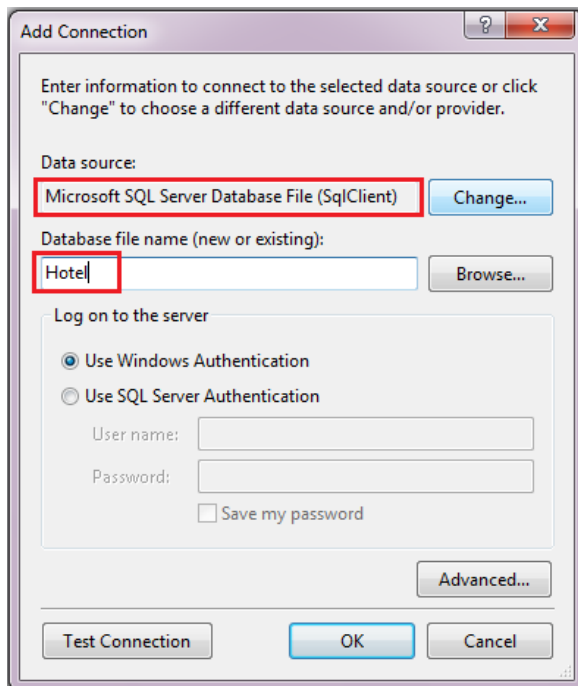 Add Connection
Enter information to connect to the selected data source or click
"Change" to choose a different data source and/or provider.
Data source:
Microsoft SQL Server Database File (SqlClient)
Change...
Database file name (new or existing):
Hotel
Browse...
Log on to the server
Use Windows Authentication
Use SQL Server Authentication
User name:
Password:
Save my password
Advanced...
Test Connection
OK
Cancel